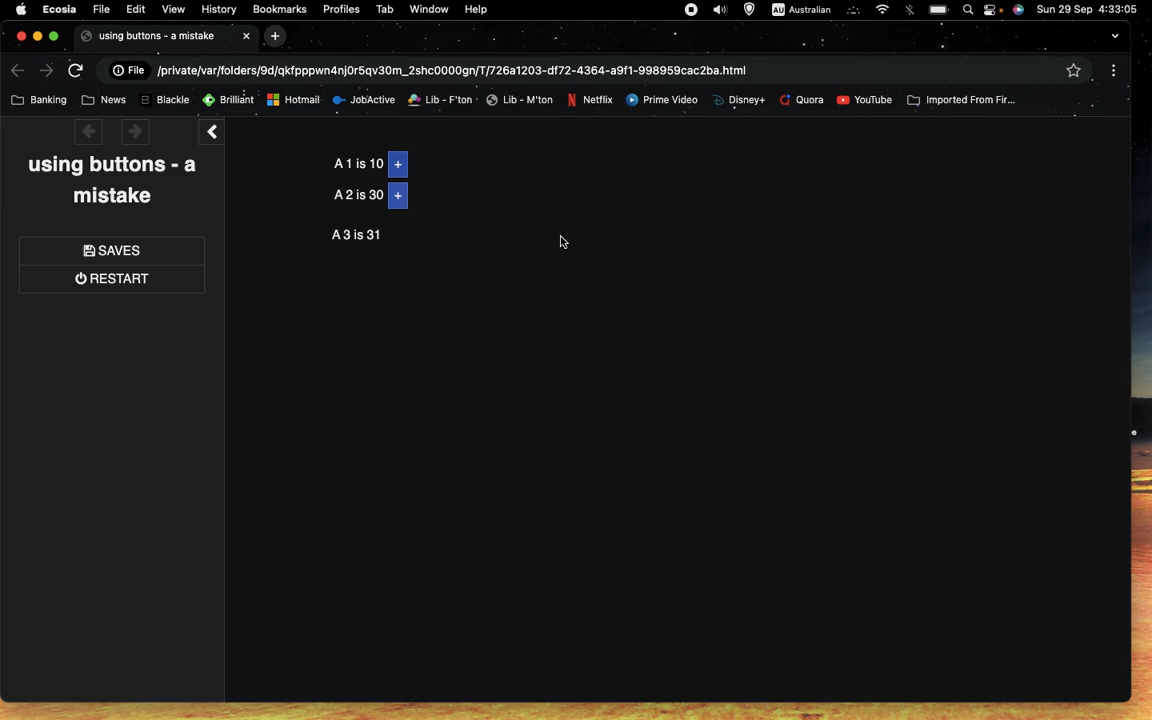 Ecosia File Edit View History Bookmarks Profiles Tab Window Help AU Australian Sun 29 Sep 4:33:05
using buttons - a mistake
File /private/var/folders/9d/qkfpppwn4nj0r5qv30m_2shc0000gn/T/726a1203-df72-4364-a9f1-998959cac2ba.html
Banking News Blackle Brilliant Hotmail JobActive Lib - F'ton Lib - M'ton Netflix Prime Video Disney+ Quora YouTube Imported From Fir...
using buttons - a
mistake
SAVES
RESTART
A 1 is 10 +
A 2 is 30 +
A 3 is 31